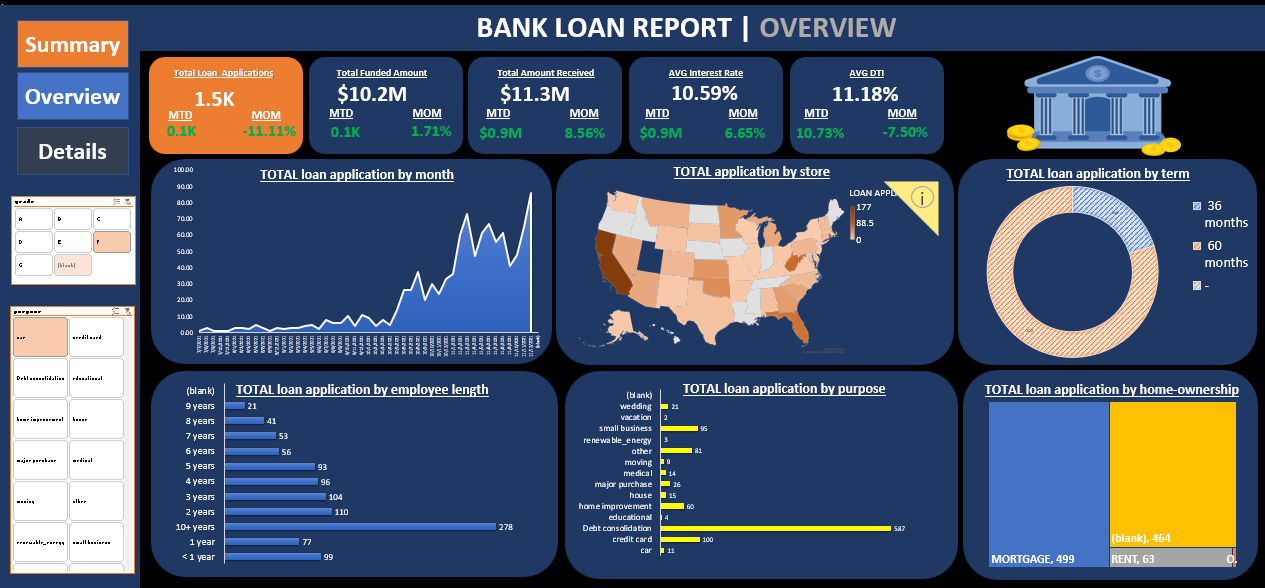 BANK LOAN REPORT | OVERVIEW
Summary
Overview
Details
Total Loan Applications
1.5K
MTD MOM
0.1K -11.11%
Total Funded Amount
$10.2M
MTD MOM
0.1K 1.71%
Total Amount Received
$11.3M
MTD MOM
$0.9M 8.56%
AVG Interest Rate
10.59%
MTD MOM
$0.9M 6.65%
AVG DTI
11.18%
MTD MOM
10.73% -7.50%
grade
A B C
D E F
G (blank)
purpose
car credit card
Debt consolidation educational
home improvement house
major purchase medical
moving other
renewable_energy small business
TOTAL loan application by month
100.00
90.00
80.00
70.00
60.00
50.00
40.00
30.00
20.00
10.00
0.00
(blank)
TOTAL application by store
LOAN APPL
177
88.5
0
TOTAL loan application by term
36 months
60 months
-
TOTAL loan application by employee length
(blank)
9 years 21
8 years 41
7 years 53
6 years 56
5 years 93
4 years 96
3 years 104
2 years 110
10+ years 278
1 year 77
< 1 year 99
TOTAL loan application by purpose
(blank)
wedding 21
vacation 2
small business 95
renewable_energy 3
other 81
moving 9
medical 14
major purchase 26
house 15
home improvement 60
educational 4
Debt consolidation 587
credit card 100
car 11
TOTAL loan application by home-ownership
MORTGAGE, 499
(blank), 464
RENT, 63
O.